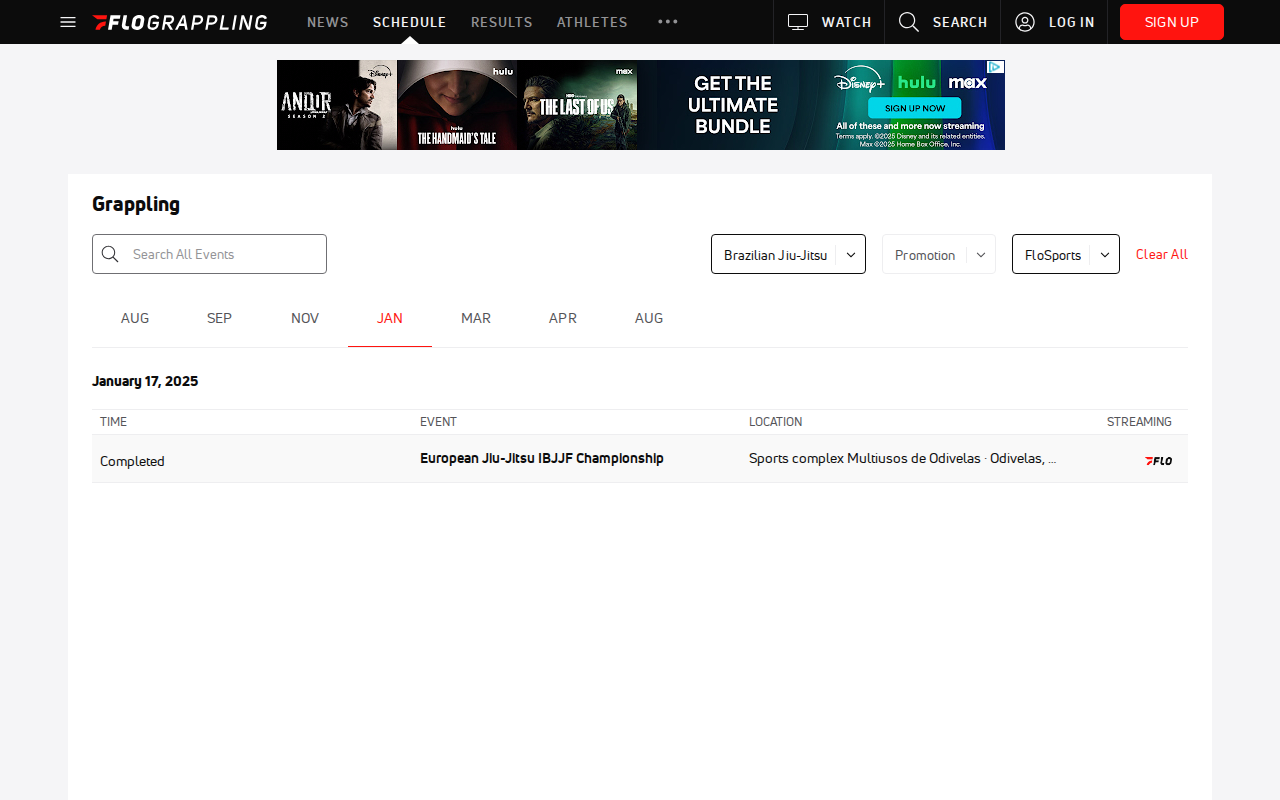 FLOGRAPPLING NEWS SCHEDULE RESULTS ATHLETES ••• WATCH SEARCH LOG IN SIGN UP
ANDOR
SEASON 2
Disney+
hulu
hulu
THE HANDMAID'S TALE
max
THE LAST OF US
GET THE
ULTIMATE
BUNDLE
Disney+ hulu max
SIGN UP NOW
All of these and more now streaming
Terms apply. ©2025 Disney and its related entities.
Max ©2025 Home Box Office, Inc.
Grappling
Search All Events Brazilian Jiu-Jitsu Promotion FloSports Clear All
AUG SEP NOV JAN MAR APR AUG
January 17, 2025
TIME EVENT LOCATION STREAMING
Completed European Jiu-Jitsu IBJJF Championship Sports complex Multiusos de Odivelas · Odivelas, ... FLO